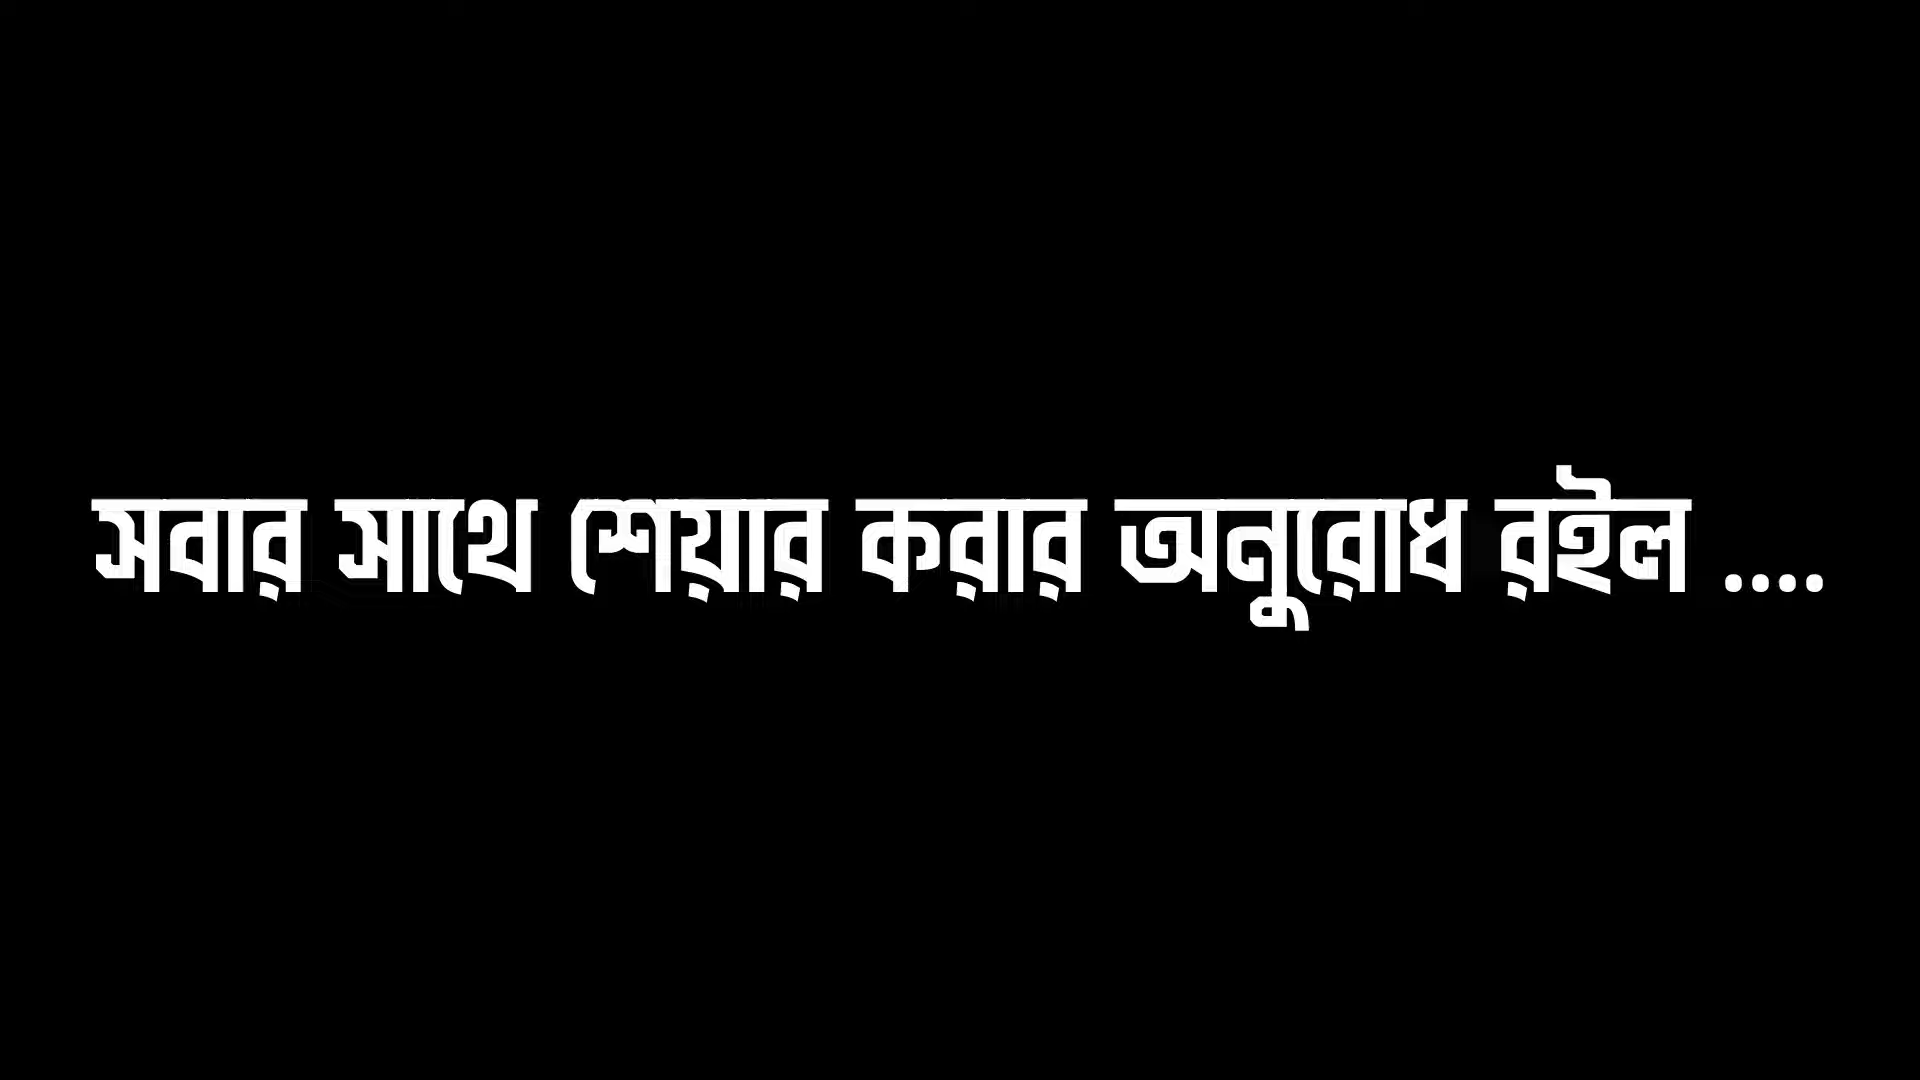 সবার সাথে শেয়ার করার অনুরোধ রইল ....